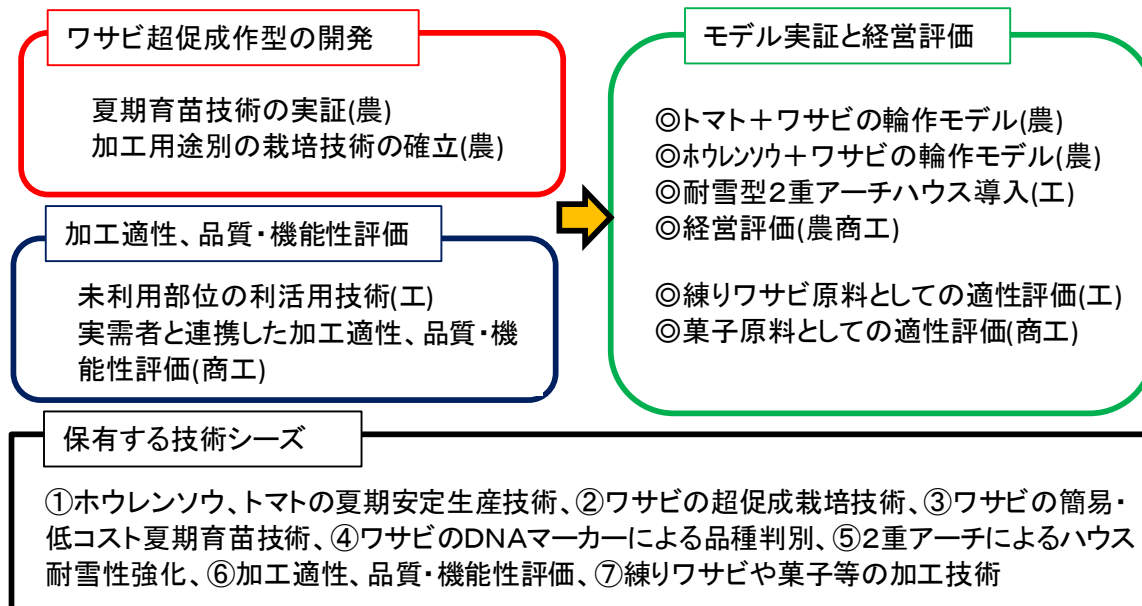 ワサビ超促成作型の開発
夏期育苗技術の実証(農)
加工用途別の栽培技術の確立(農)
加工適性、品質・機能性評価
未利用部位の利活用技術(工)
実需者と連携した加工適性、品質・機
能性評価(商工)
モデル実証と経営評価
◎トマト＋ワサビの輪作モデル(農)
◎ﾎｳﾚﾝｿｳ＋ワサビの輪作モデル(農)
◎耐雪型２重アーチハウス導入(工)
◎経営評価(農商工)
◎練りワサビ原料としての適性評価(工)
◎菓子原料としての適性評価(商工)
保有する技術シーズ
①ホウレンソウ、トマトの夏期安定生産技術、②ワサビの超促成栽培技術、③ワサビの簡易・
低コスト夏期育苗技術、④ワサビのＤＮＡマーカーによる品種判別、⑤２重アーチによるハウス
耐雪性強化、⑥加工適性、品質・機能性評価、⑦練りワサビや菓子等の加工技術